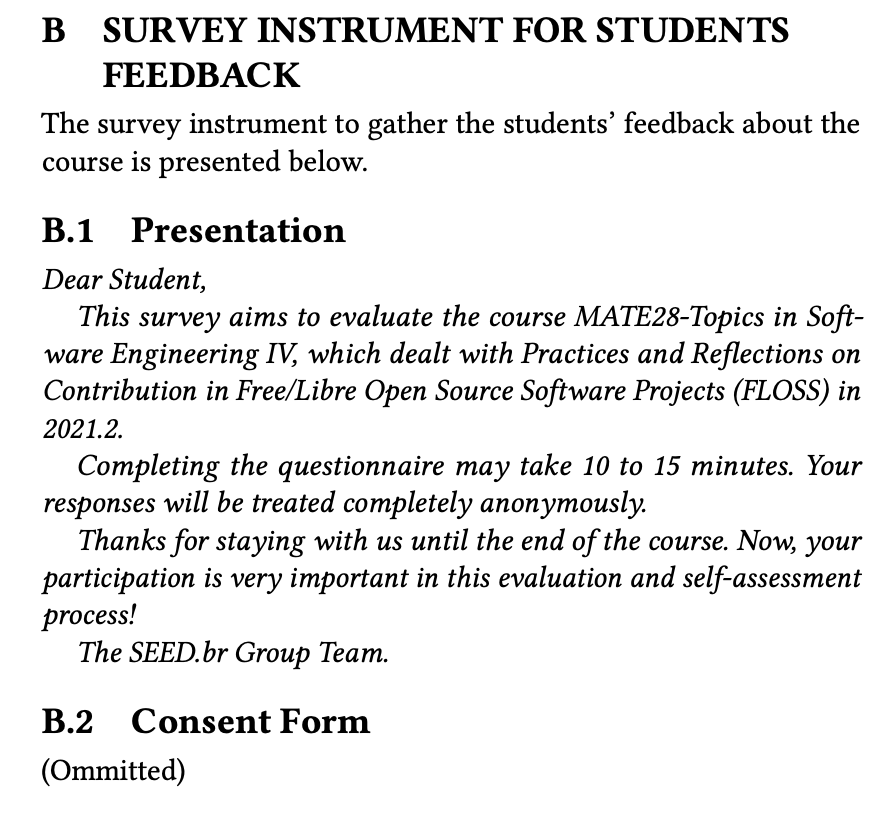 B SURVEY INSTRUMENT FOR STUDENTS
FEEDBACK
The survey instrument to gather the students’ feedback about the
course is presented below.
B.1 Presentation
Dear Student,
This survey aims to evaluate the course MATE28-Topics in Soft-
ware Engineering IV, which dealt with Practices and Reflections on
Contribution in Free/Libre Open Source Software Projects (FLOSS) in
2021.2.
Completing the questionnaire may take 10 to 15 minutes. Your
responses will be treated completely anonymously.
Thanks for staying with us until the end of the course. Now, your
participation is very important in this evaluation and self-assessment
process!
The SEED.br Group Team.
B.2 Consent Form
(Ommitted)